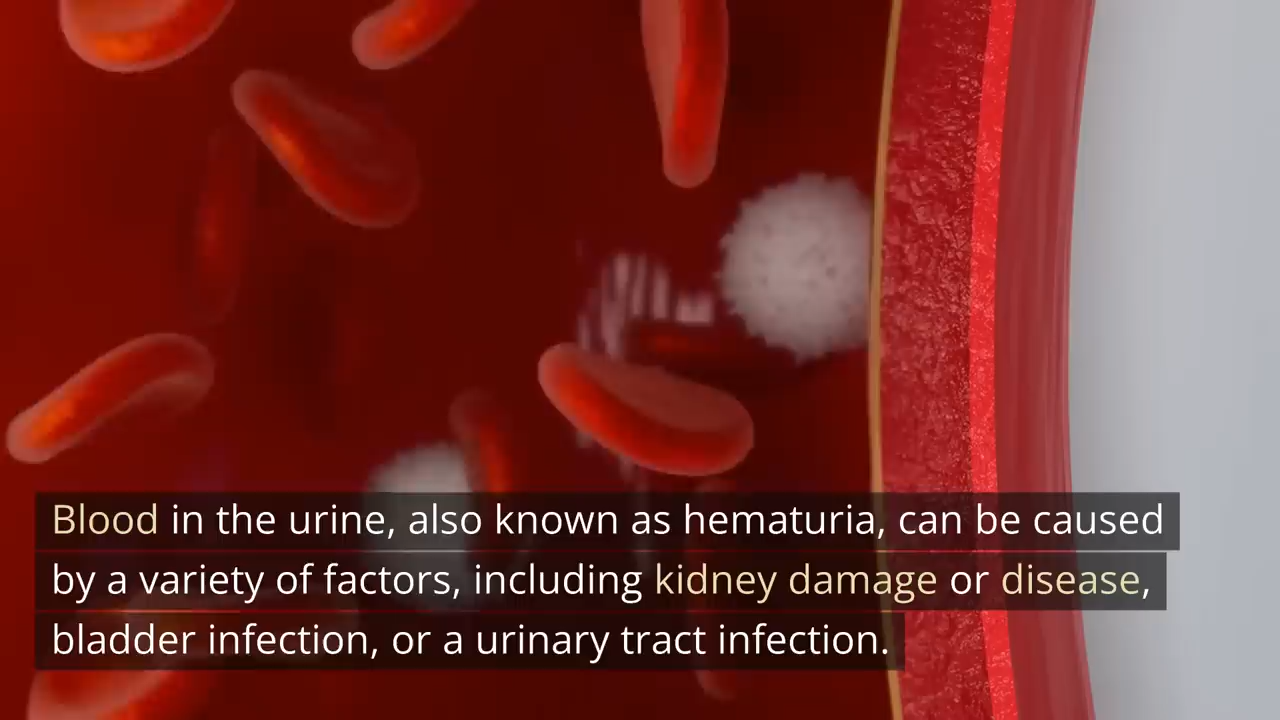 Blood in the urine, also known as hematuria, can be caused
by a variety of factors, including kidney damage or disease,
bladder infection, or a urinary tract infection.